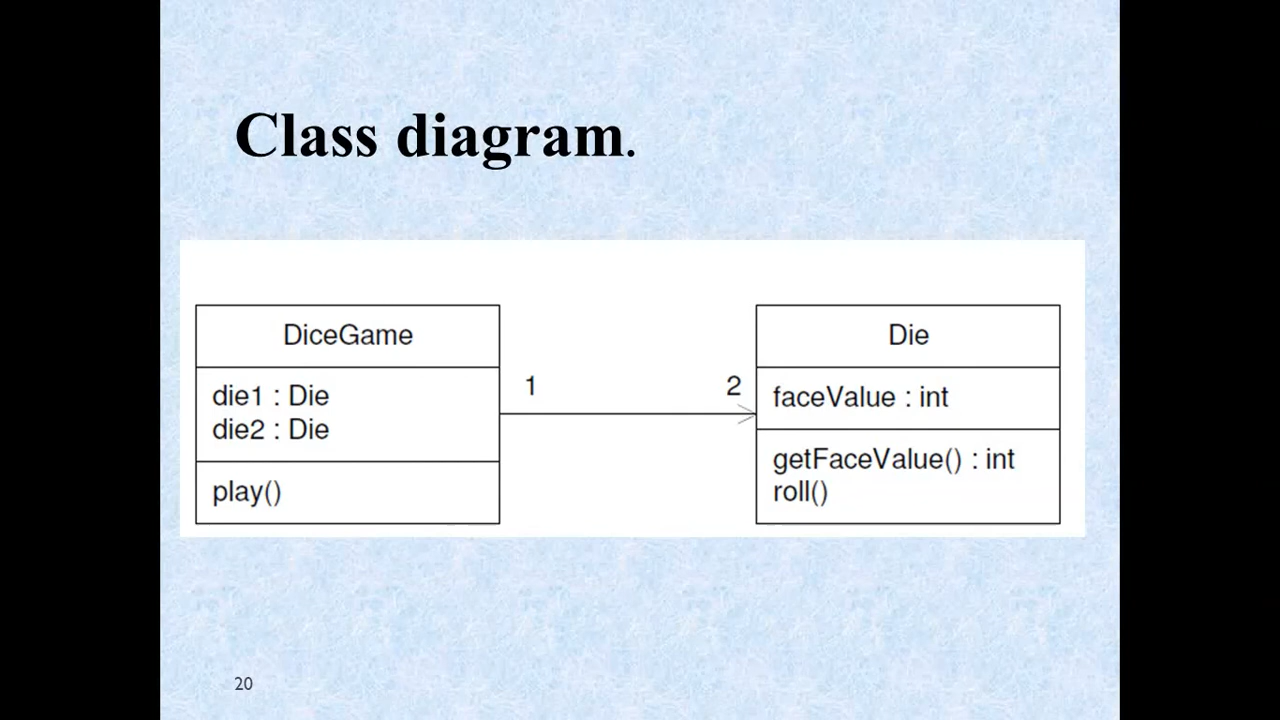 Class diagram.
DiceGame
die1 : Die
die2 : Die
play()
1
2
Die
faceValue : int
getFaceValue() : int
roll()
20